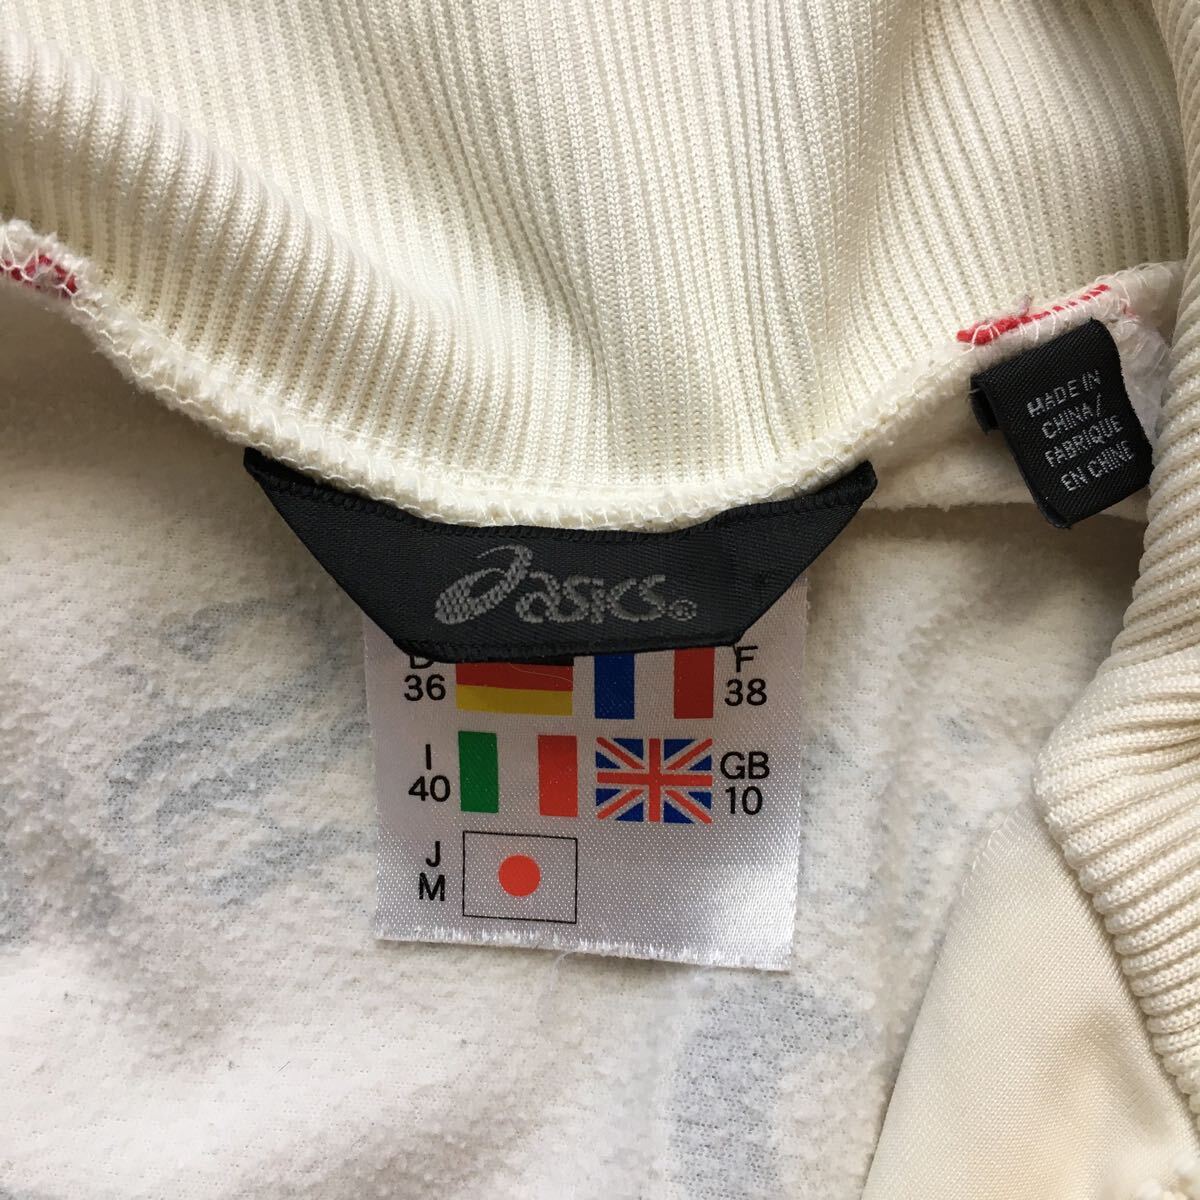 MADE IN
CHINA/
FABRIQUE
EN CHINE
asics®
D
36
F
38
I
40
GB
10
J
M